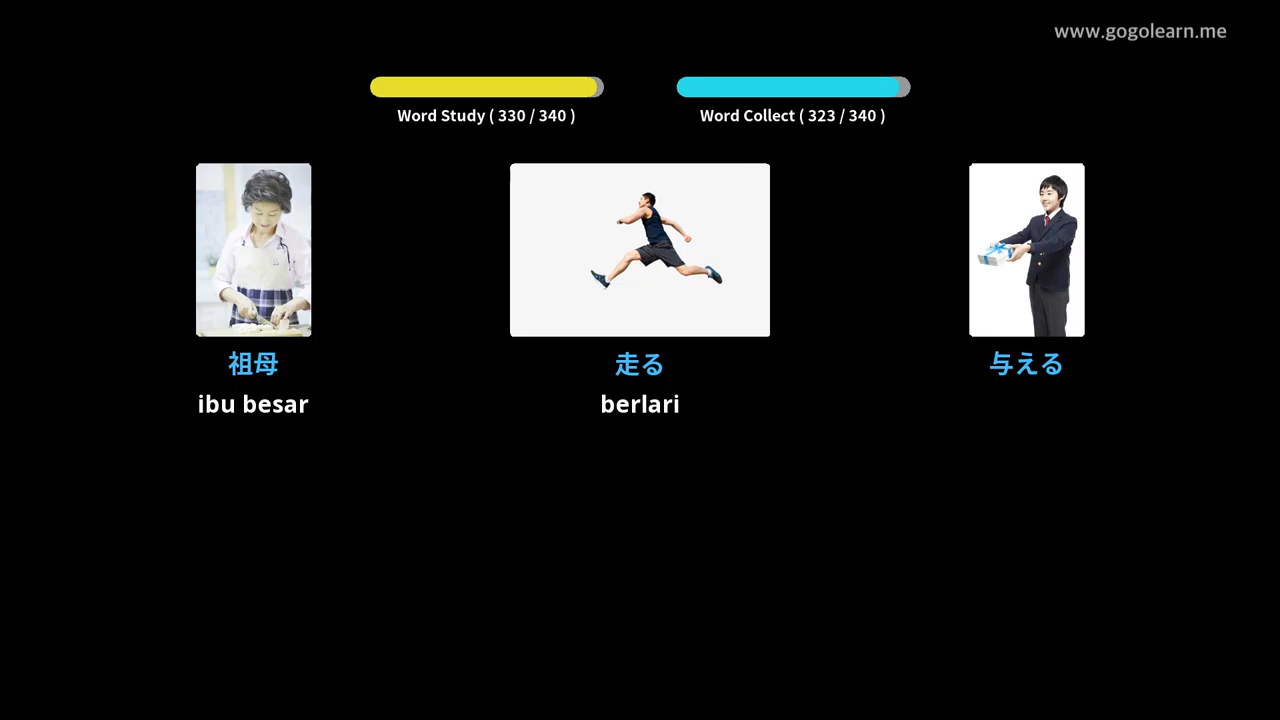 www.gogolearn.me
Word Study ( 330 / 340 )
Word Collect ( 323 / 340 )
祖母
走る
与える
ibu besar
berlari